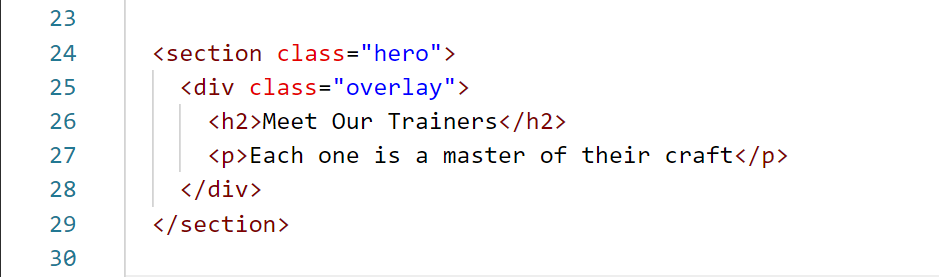 23
24 <section class="hero">
25 <div class="overlay">
26 <h2>Meet Our Trainers</h2>
27 <p>Each one is a master of their craft</p>
28 </div>
29 </section>
30